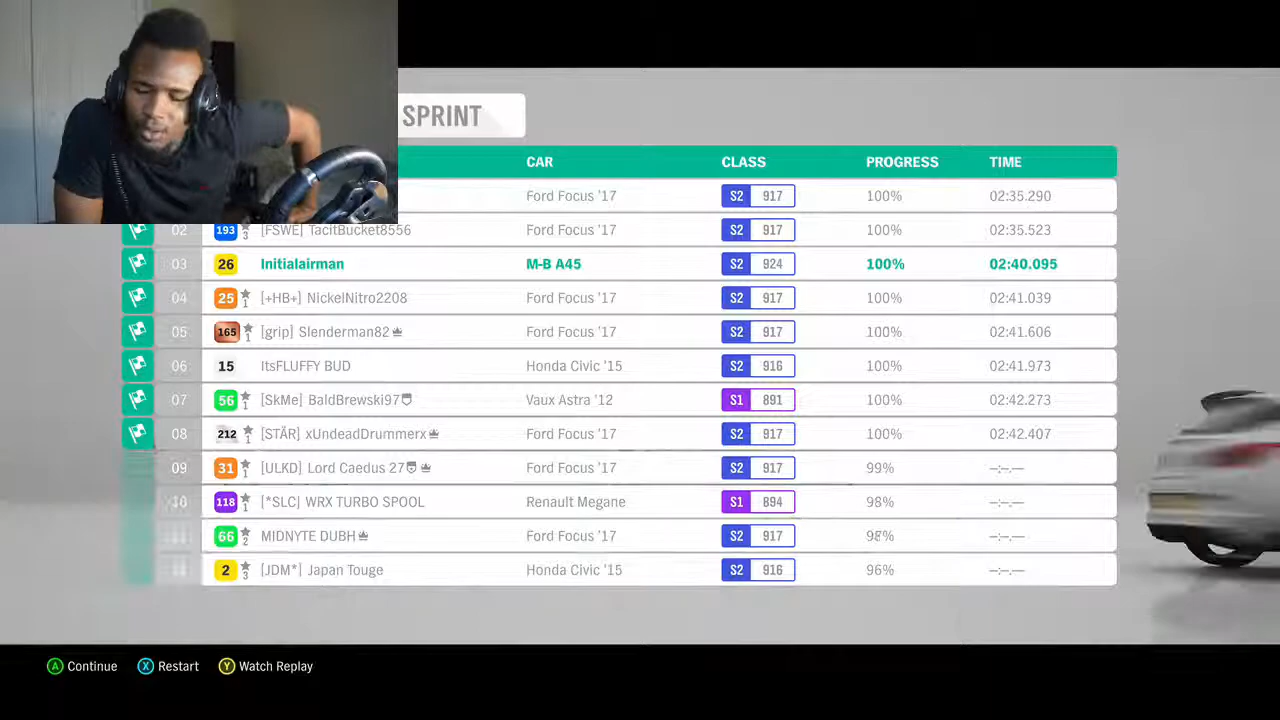 SPRINT
CAR CLASS PROGRESS TIME
Ford Focus '17 S2 917 100% 02:35.290
02 193 3 [FSWE] TacitBucket8556 Ford Focus '17 S2 917 100% 02:35.523
03 26 Initialairman M-B A45 S2 924 100% 02:40.095
04 25 1 [+HB+] NickelNitro2208 Ford Focus '17 S2 917 100% 02:41.039
05 165 1 [grip] Slenderman82 Ford Focus '17 S2 917 100% 02:41.606
06 15 ItsFLUFFY BUD Honda Civic '15 S2 916 100% 02:41.973
07 56 1 [SkMe] BaldBrewski97 Vaux Astra '12 S1 891 100% 02:42.273
08 212 1 [STÄR] xUndeadDrummerx Ford Focus '17 S2 917 100% 02:42.407
09 31 1 [ULKD] Lord Caedus 27 Ford Focus '17 S2 917 99% --:--.---
10 118 1 [*SLC] WRX TURBO SPOOL Renault Megane S1 894 98% --:--.---
66 2 MIDNYTE DUBH Ford Focus '17 S2 917 --:--.---
2 3 [JDM*] Japan Touge Honda Civic '15 S2 916 96% --:--.---
A Continue X Restart Y Watch Replay